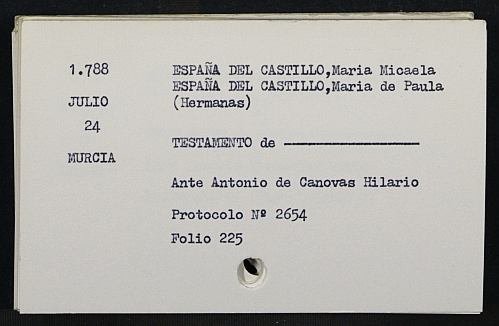 1.788
JULIO
24
MURCIA
ESPAÑA DEL CASTILLO,Maria Micaela
ESPAÑA DEL CASTILLO,Maria de Paula
(Hermanas)
TESTAMENTO de --------------------
Ante Antonio de Canovas Hilario
Protocolo Nº 2654
Folio 225